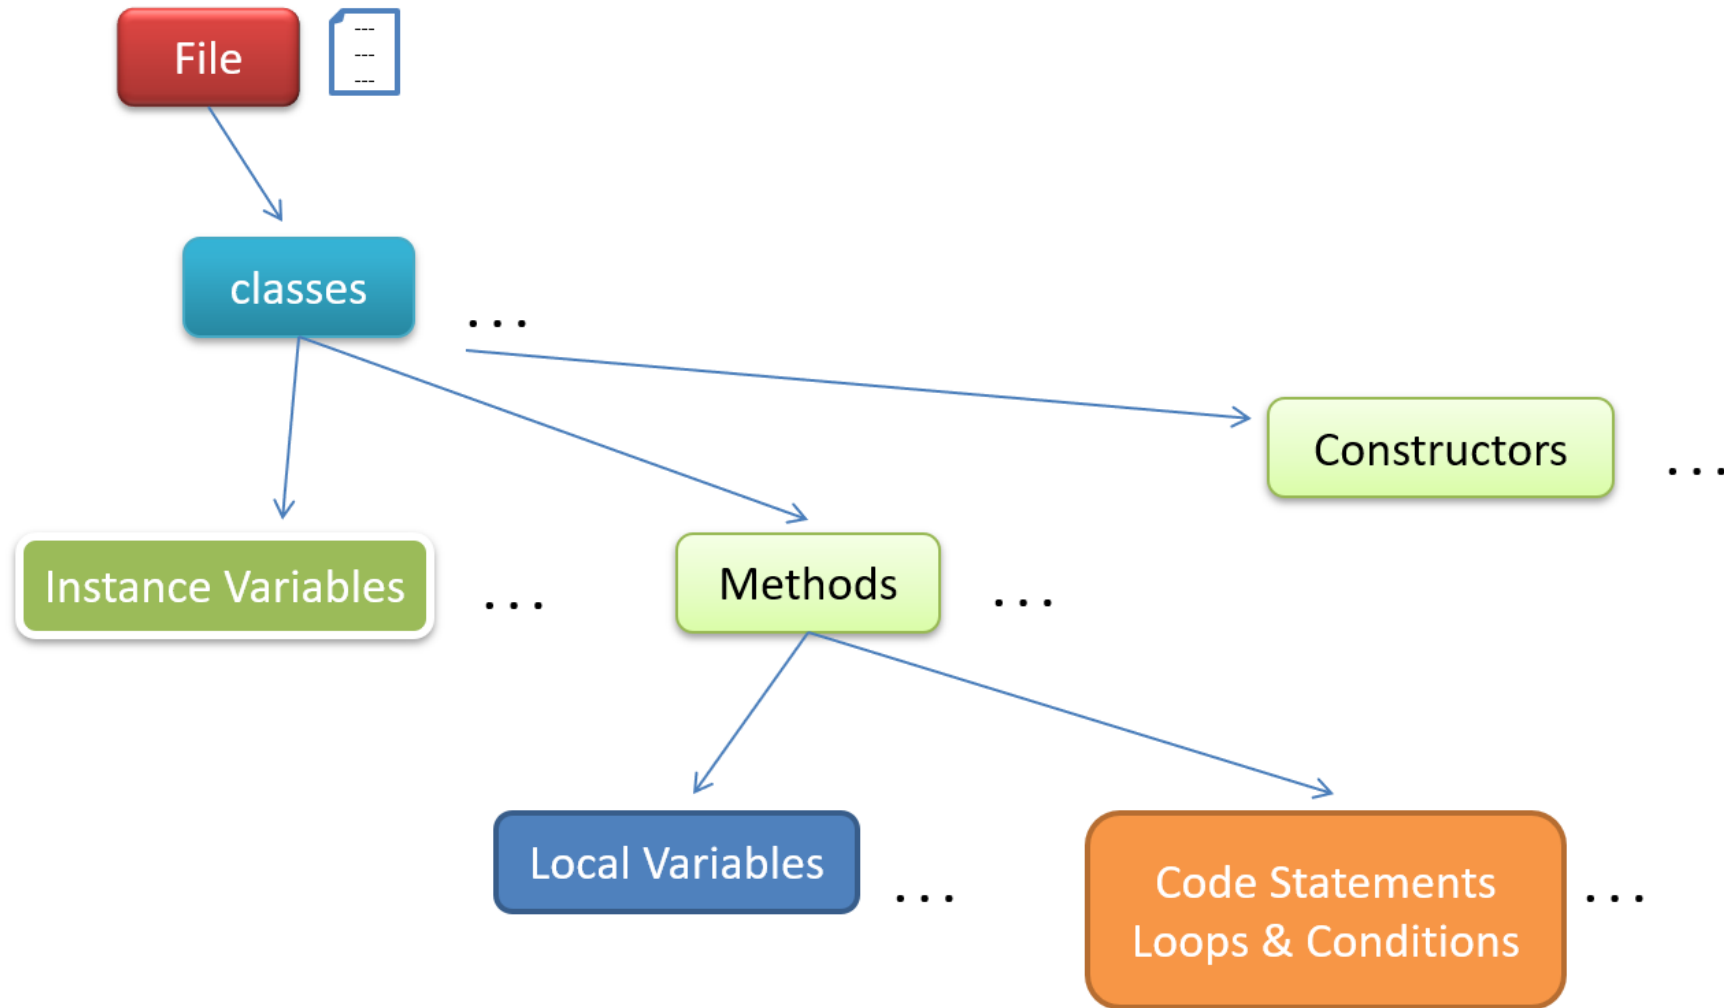 File
---
---
---
classes
...
Constructors
...
Instance Variables
...
Methods
...
Local Variables
...
Code Statements
Loops & Conditions
...